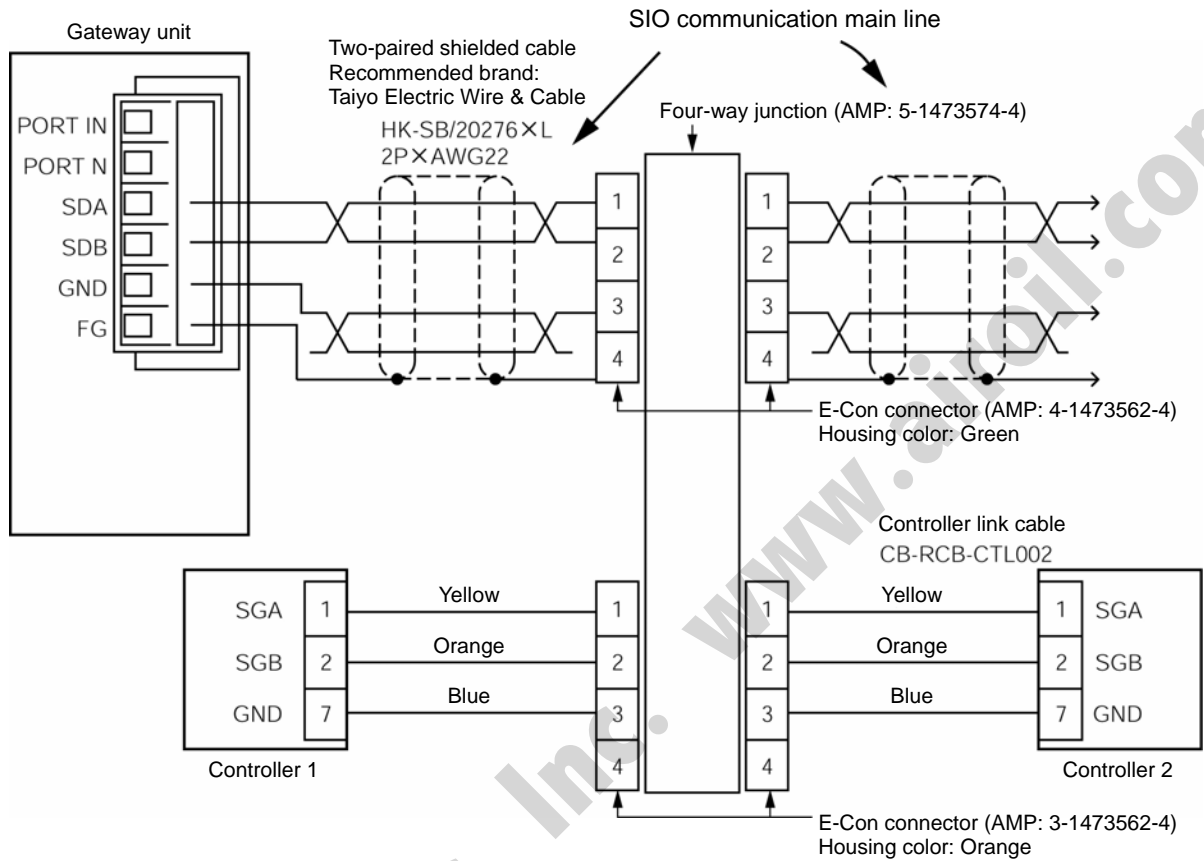 SIO communication main line
Gateway unit
Two-paired shielded cable
Recommended brand:
Taiyo Electric Wire & Cable
HK-SB/20276×L
2P×AWG22
Four-way junction (AMP: 5-1473574-4)
PORT IN
PORT N
SDA
SDB
GND
FG
1
2
3
4
1
2
3
4
E-Con connector (AMP: 4-1473562-4)
Housing color: Green
Controller link cable
CB-RCB-CTL002
SGA 1 Yellow 1
SGB 2 Orange 2
GND 7 Blue 3
4
Controller 1
1 Yellow 1 SGA
2 Orange 2 SGB
3 Blue 7 GND
4
Controller 2
E-Con connector (AMP: 3-1473562-4)
Housing color: Orange
Inc. www.airoil.com